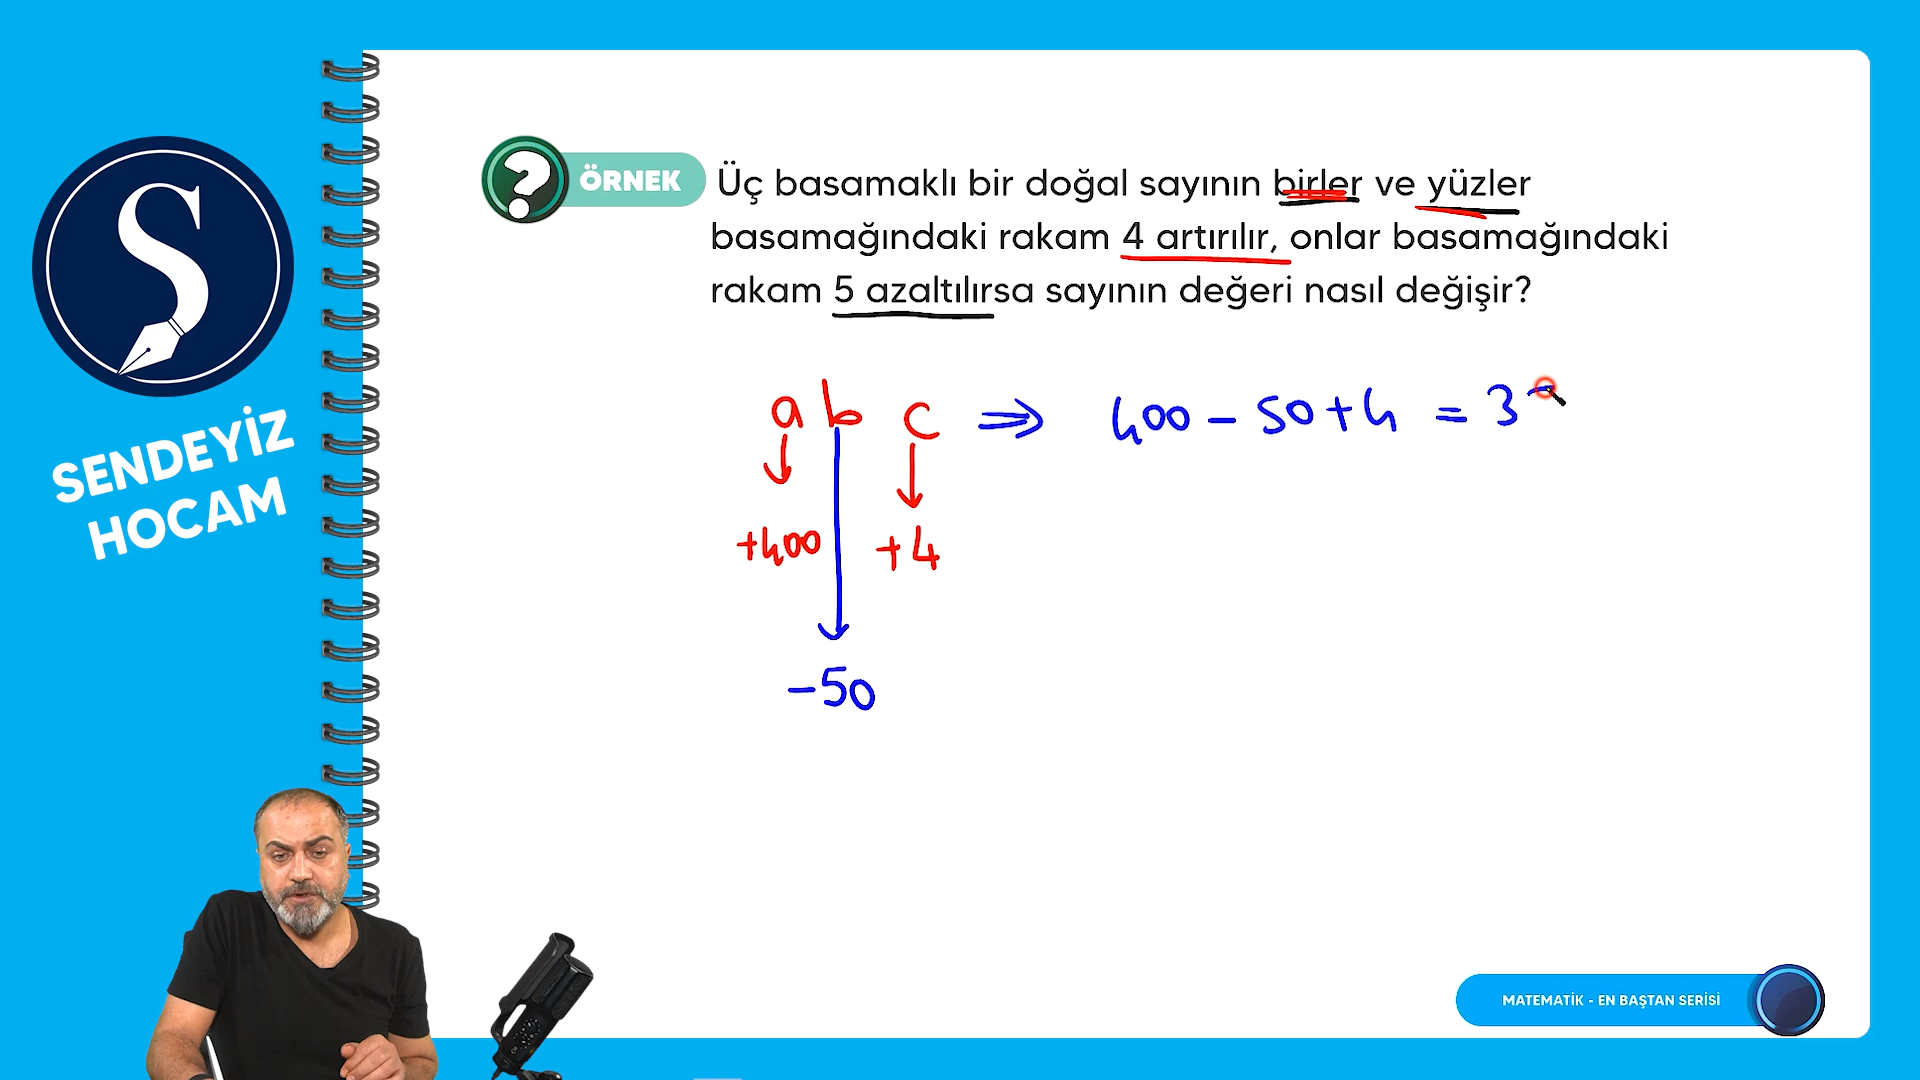 ÖRNEK
Üç basamaklı bir doğal sayının birler ve yüzler
basamağındaki rakam 4 artırılır, onlar basamağındaki
rakam 5 azaltılırsa sayının değeri nasıl değişir?
a b c ⇒ 400 - 50 + 4 = 3
+400 +4
-50
S
SENDEYİZ
HOCAM
MATEMATİK - EN BAŞTAN SERİSİ